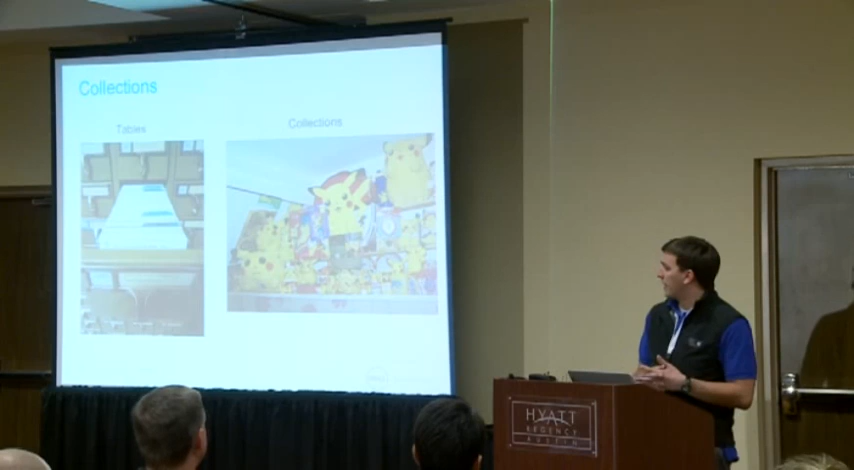 Collections
Tables
Collections
HYATT
REGENCY
AUSTIN